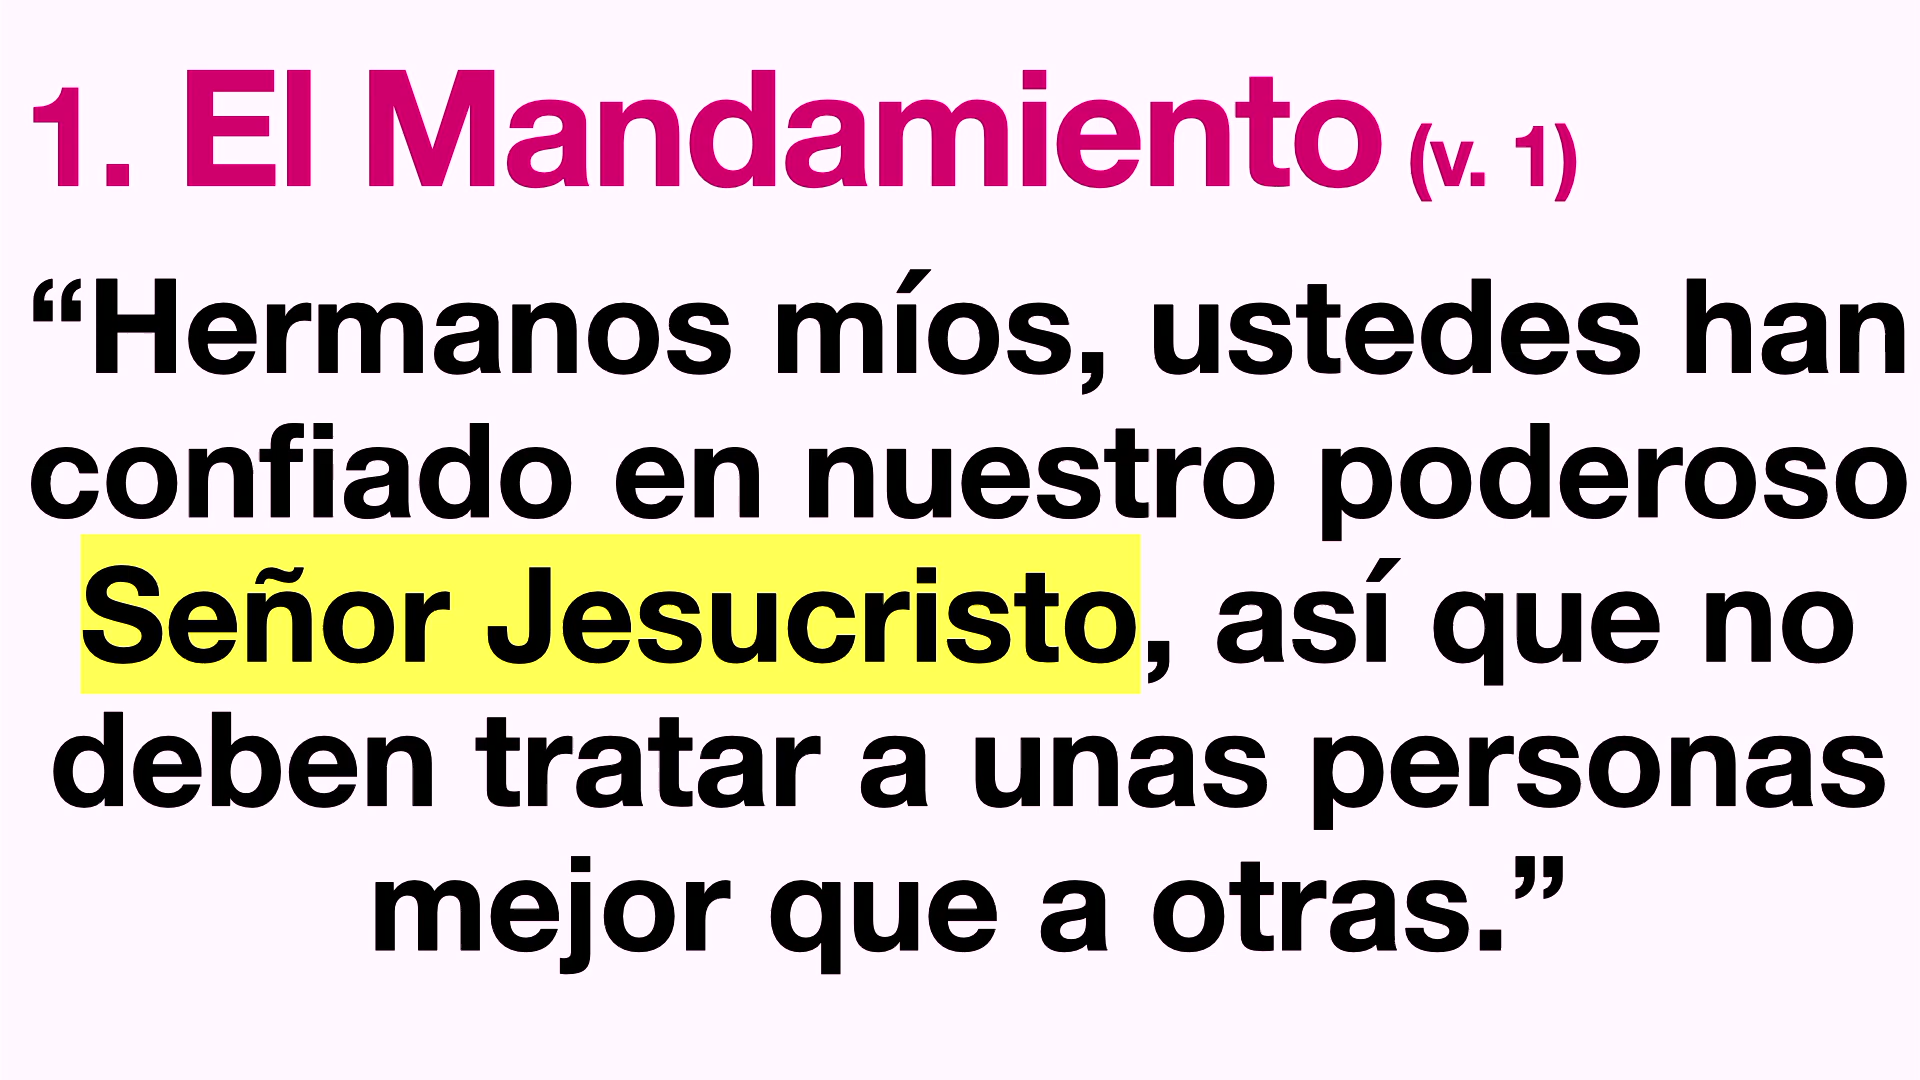 1. El Mandamiento (v. 1)
“Hermanos míos, ustedes han
confiado en nuestro poderoso
Señor Jesucristo, así que no
deben tratar a unas personas
mejor que a otras.”